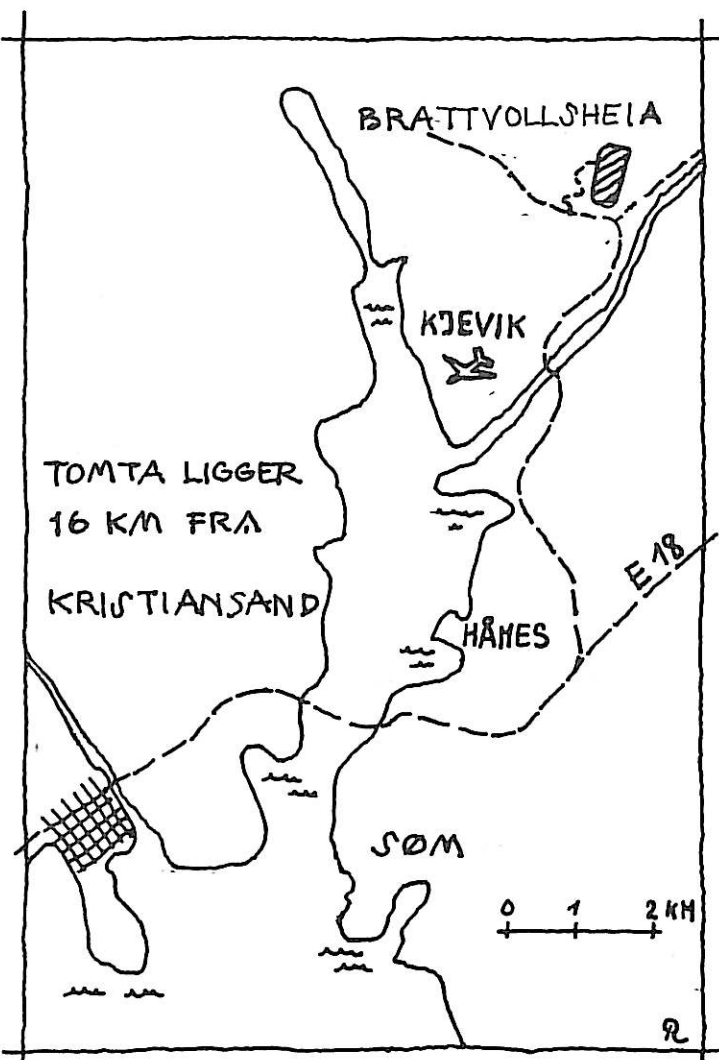 BRATTVOLLSHEIA
KJEVIK
TOMTA LIGGER
16 KM FRA
KRISTIANSAND
E 18
HÅNES
SØM
0 1 2 KM
R